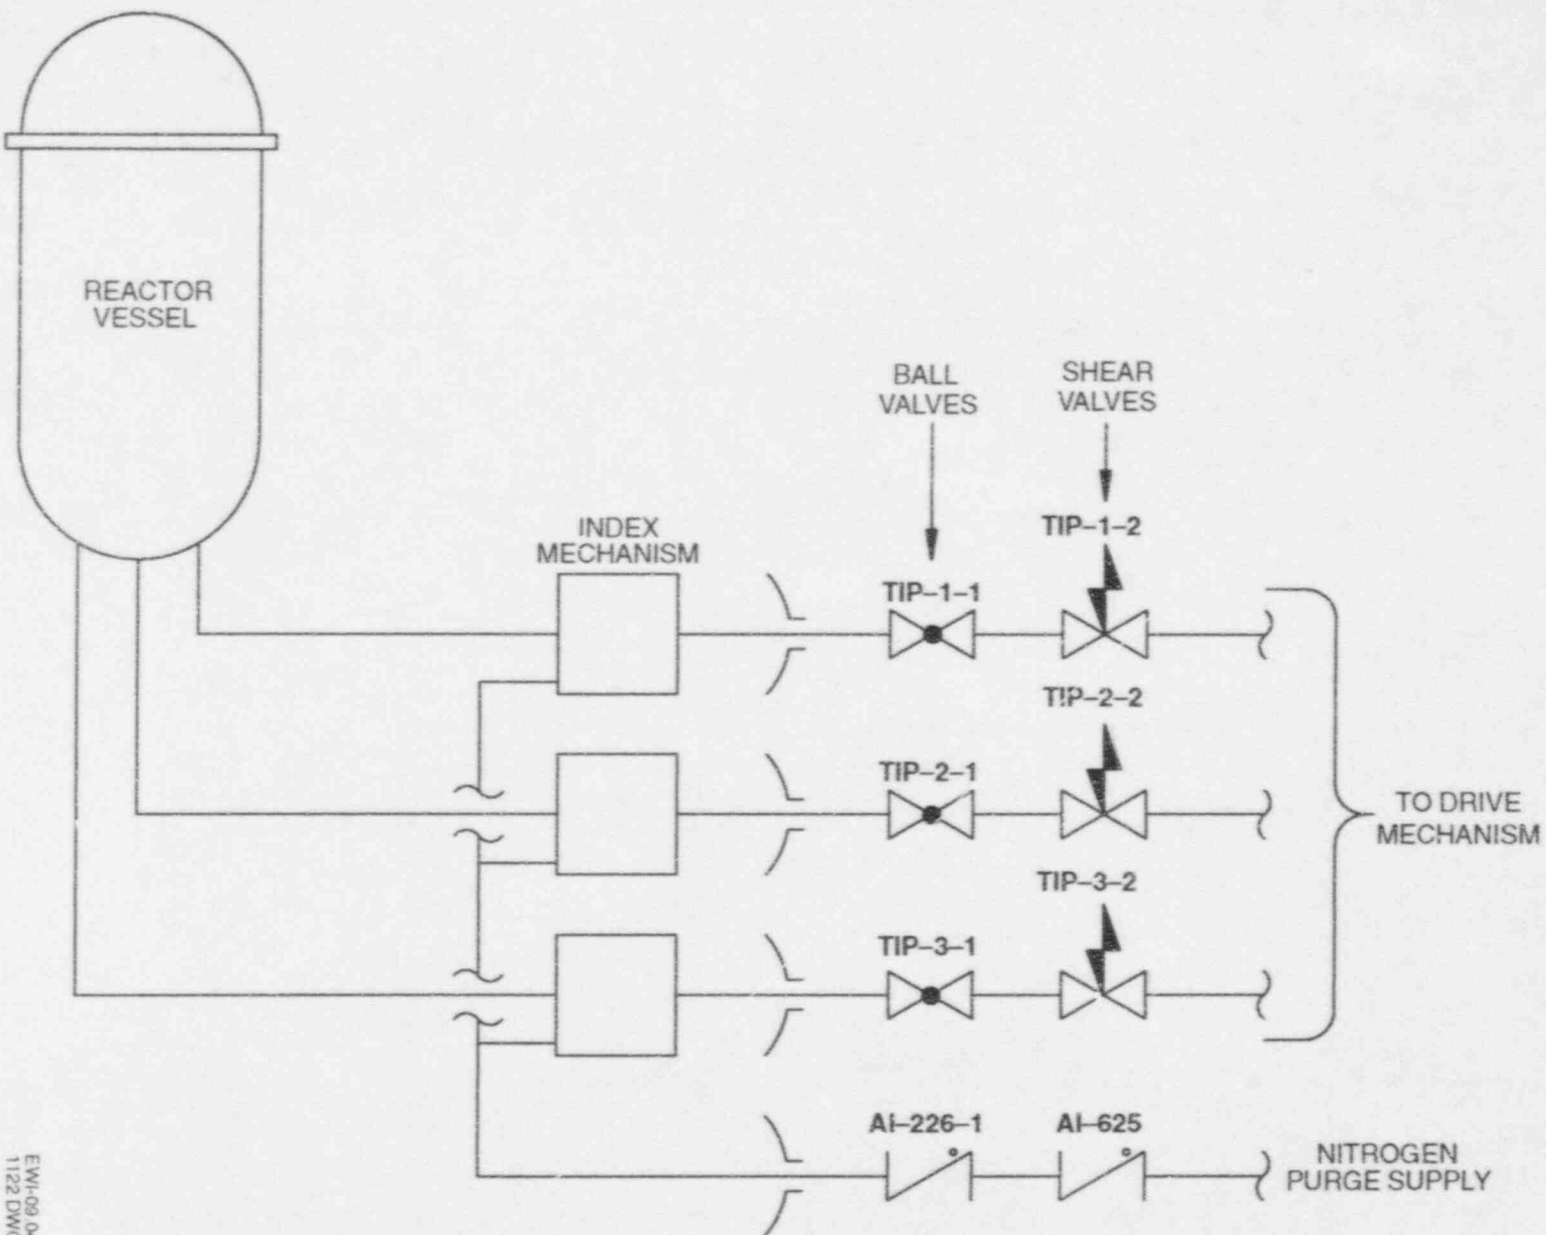 REACTOR
VESSEL
BALL
VALVES
SHEAR
VALVES
INDEX
MECHANISM
TIP-1-2
TIP-1-1
TIP-2-2
TIP-2-1
TO DRIVE
MECHANISM
TIP-3-2
TIP-3-1
AI-226-1
AI-625
NITROGEN
PURGE SUPPLY